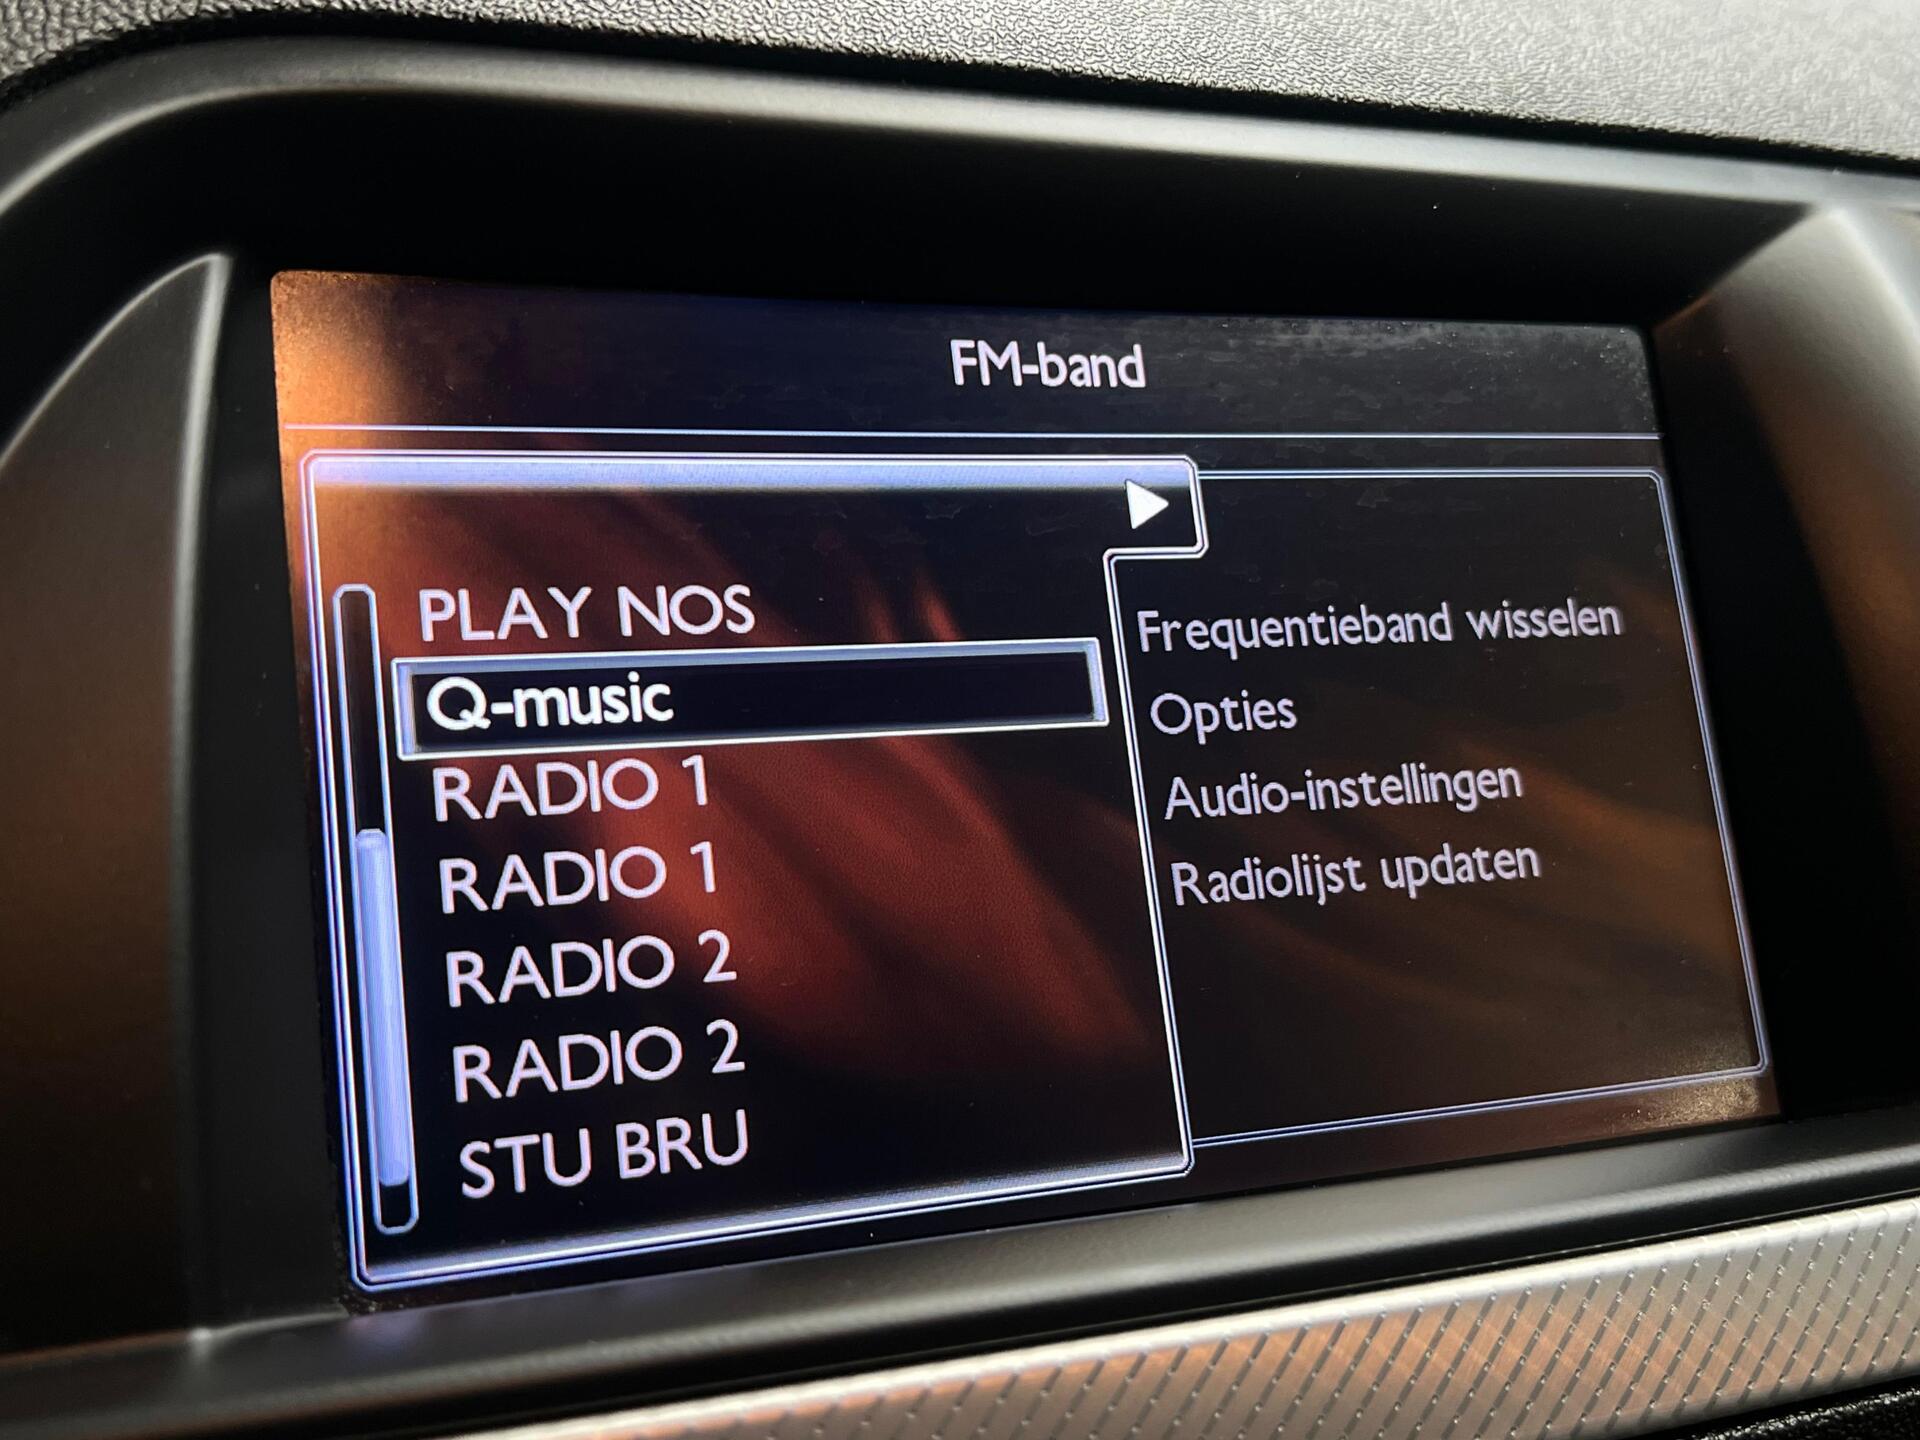 FM-band
PLAY NOS
Q-music
RADIO 1
RADIO 1
RADIO 2
RADIO 2
STU BRU
Frequentieband wisselen
Opties
Audio-instellingen
Radiolijst updaten